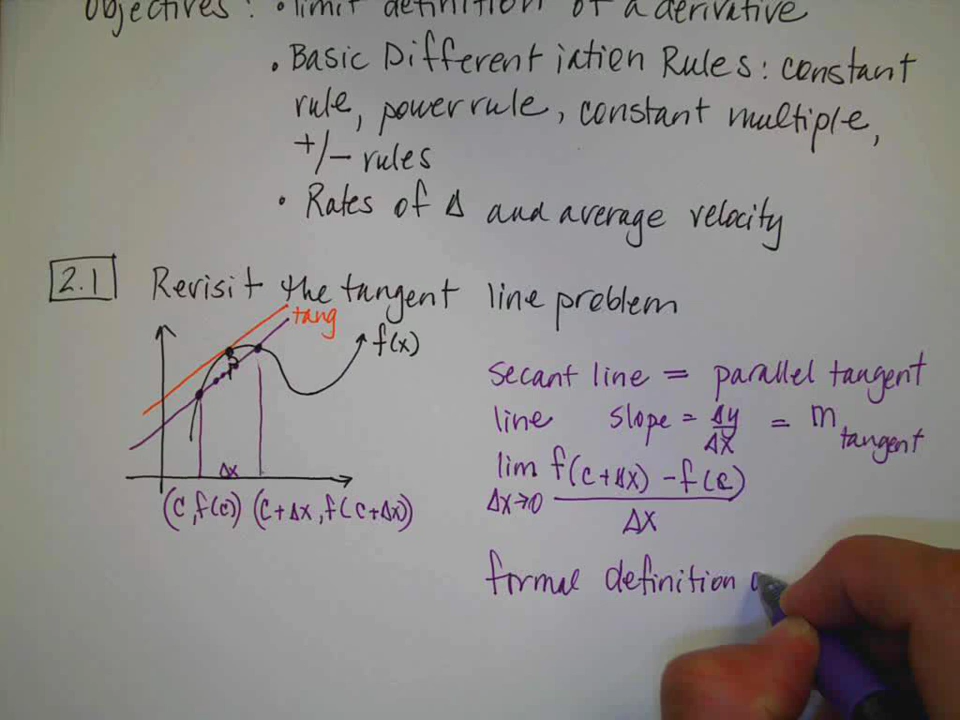 Objectives: • limit definition of a derivative
• Basic Differentiation Rules: constant
rule, power rule, constant multiple,
+/- rules
• Rates of Δ and average velocity
2.1 Revisit the tangent line problem
tang
f(x)
Δx
(c, f(c)) (c+Δx, f(c+Δx))
secant line = parallel tangent
line slope = Δy/Δx = m tangent
lim Δx→0 f(c+Δx) - f(c) / Δx
formal definition